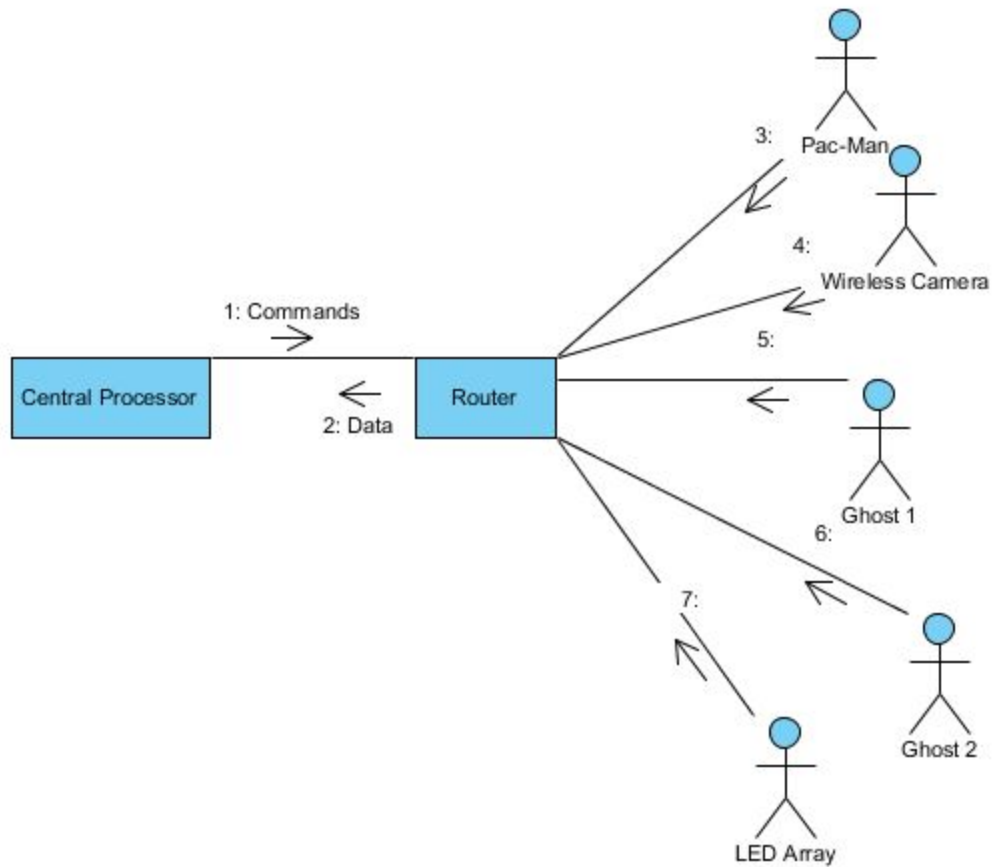 3:
Pac-Man
4:
Wireless Camera
1: Commands
5:
Central Processor
Router
2: Data
Ghost 1
6:
7:
Ghost 2
LED Array